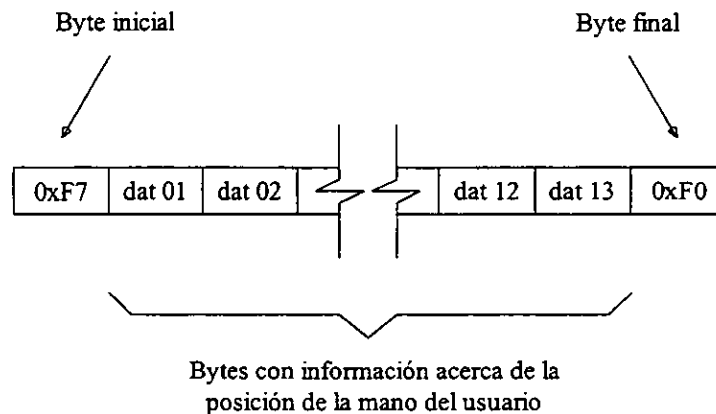 Byte inicial
Byte final
0xF7 dat 01 dat 02 dat 12 dat 13 0xF0
Bytes con información acerca de la
posición de la mano del usuario